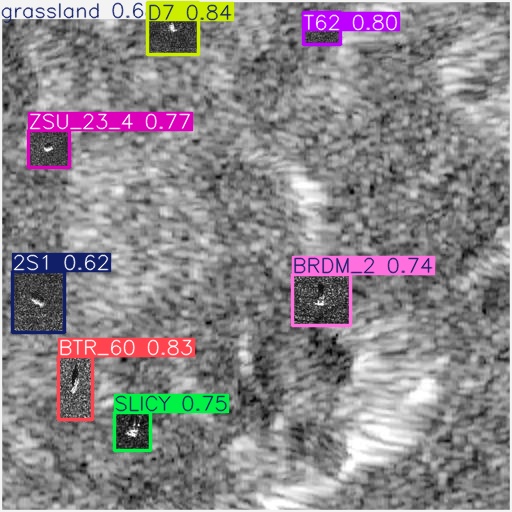 grassland 0.6
D7 0.84
T62 0.80
ZSU_23_4 0.77
2S1 0.62
BRDM_2 0.74
BTR_60 0.83
SLICY 0.75